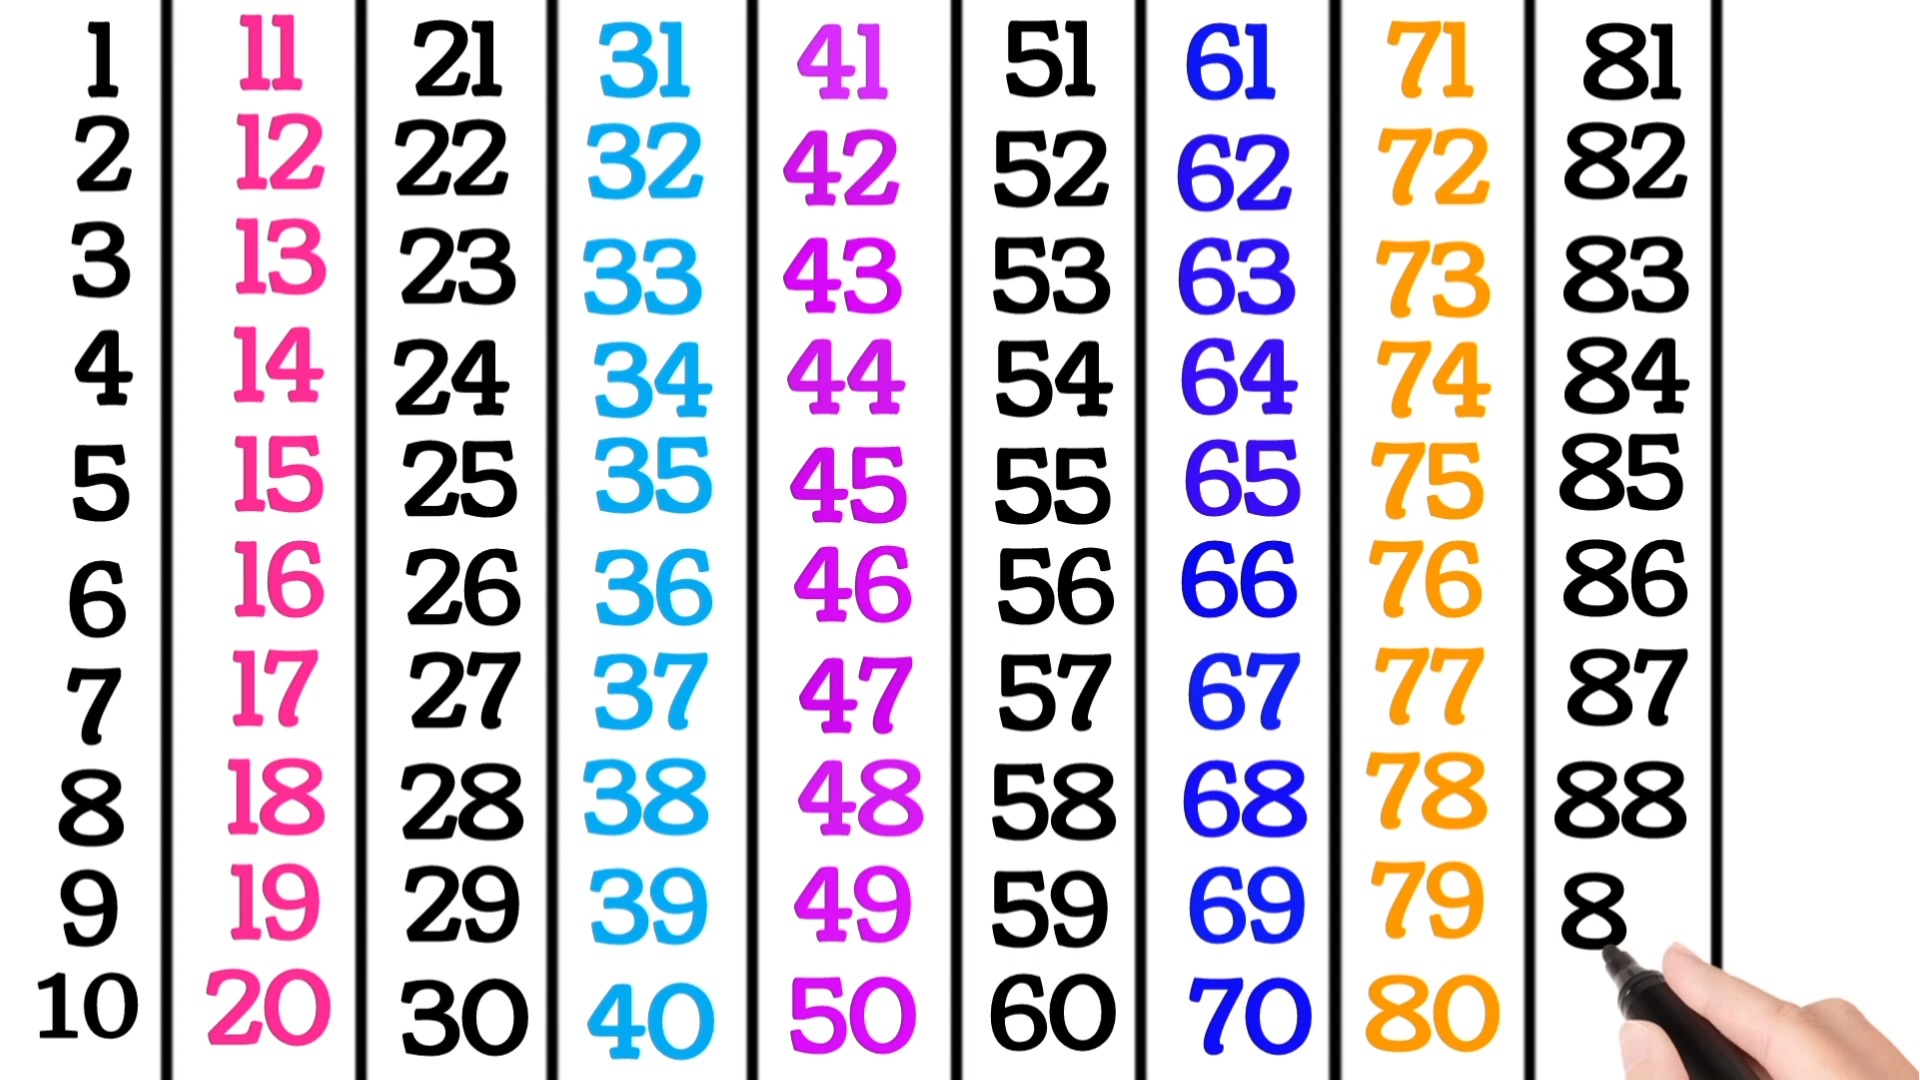 1 11 21 31 41 51 61 71 81
2 12 22 32 42 52 62 72 82
3 13 23 33 43 53 63 73 83
4 14 24 34 44 54 64 74 84
5 15 25 35 45 55 65 75 85
6 16 26 36 46 56 66 76 86
7 17 27 37 47 57 67 77 87
8 18 28 38 48 58 68 78 88
9 19 29 39 49 59 69 79 8
10 20 30 40 50 60 70 80